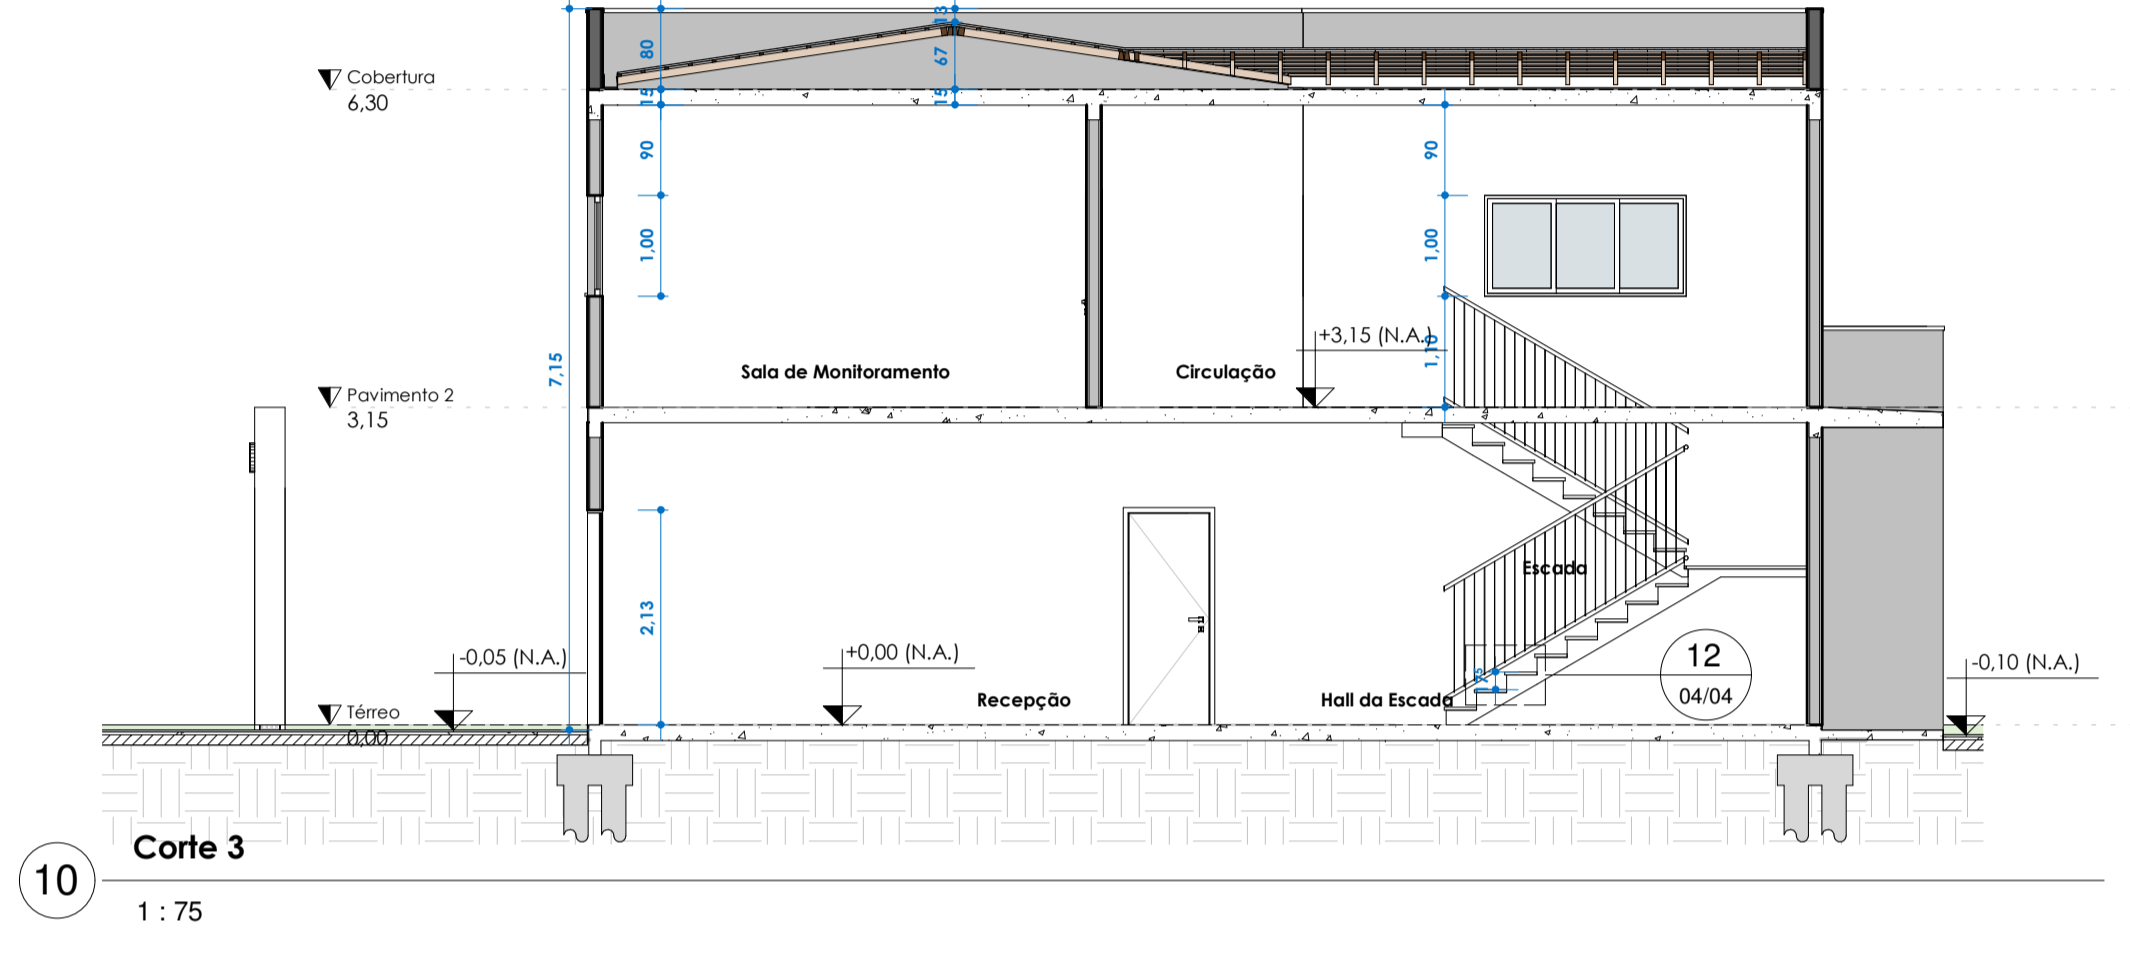 13
80
67
Cobertura
6,30
15
15
90
90
1,00
1,00
+3,15 (N.A.)
1,10
7,15
Sala de Monitoramento
Circulação
Pavimento 2
3,15
Escada
2,13
-0,05 (N.A.)
+0,00 (N.A.)
12
04/04
-0,10 (N.A.)
Recepção
Hall da Escada
Térreo
0,00
Corte 3
10
1 : 75